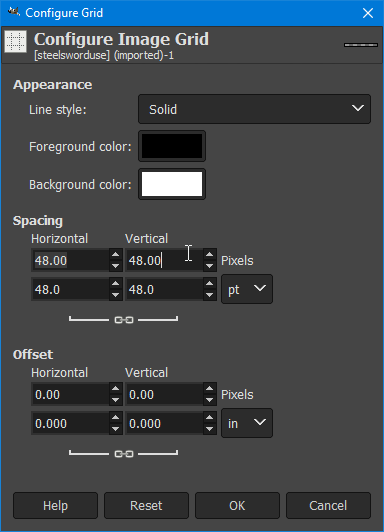 Configure Grid
Configure Image Grid
[steelsworduse] (imported)-1
Appearance
Line style: Solid
Foreground color:
Background color:
Spacing
Horizontal Vertical
48.00 48.00 Pixels
48.0 48.0 pt
Offset
Horizontal Vertical
0.00 0.00 Pixels
0.000 0.000 in
Help Reset OK Cancel